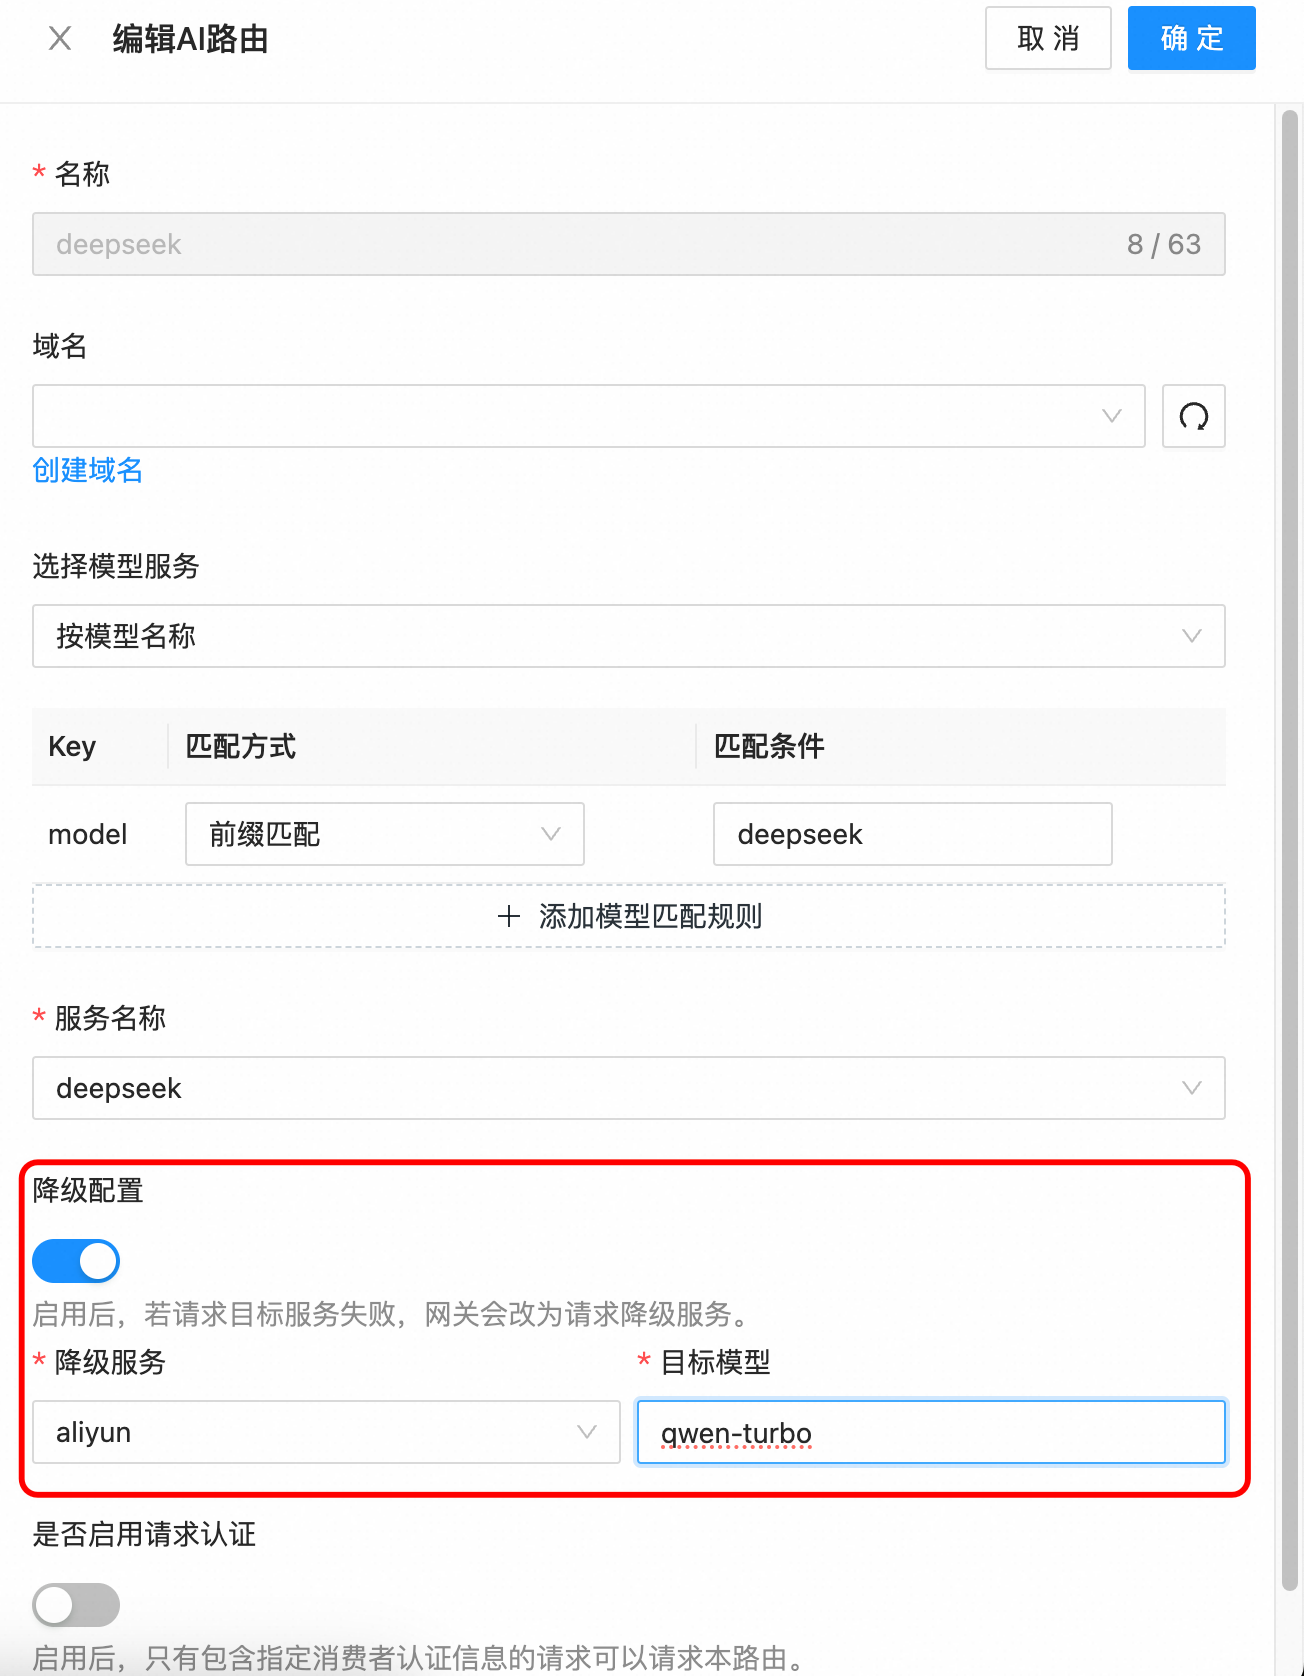 编辑AI路由
取 消
确 定
* 名称
deepseek
8 / 63
域名
创建域名
选择模型服务
按模型名称
Key
匹配方式
匹配条件
model
前缀匹配
deepseek
添加模型匹配规则
* 服务名称
deepseek
降级配置
启用后，若请求目标服务失败，网关会改为请求降级服务。
* 降级服务
* 目标模型
aliyun
qwen-turbo
是否启用请求认证
启用后，只有包含指定消费者认证信息的请求可以请求本路由。